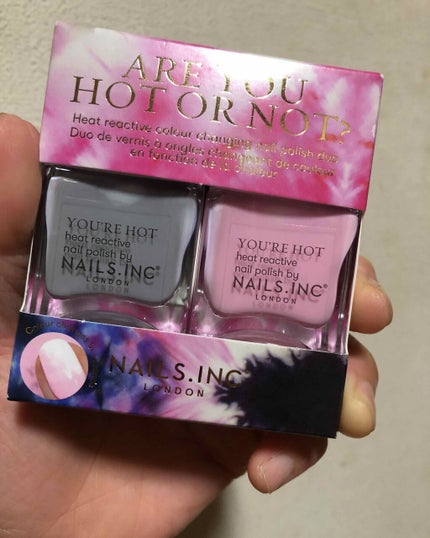 ARE YOU
HOT OR NOT?
Heat reactive colour changing nail polish duo
Duo de vernis à ongles changeant de couleur
en fonction de la chaleur
YOU'RE HOT
heat reactive
nail polish by
NAILS.INC®
LONDON
YOU'RE HOT
heat reactive
nail polish by
NAILS.INC®
LONDON
NAILS.INC
LONDON